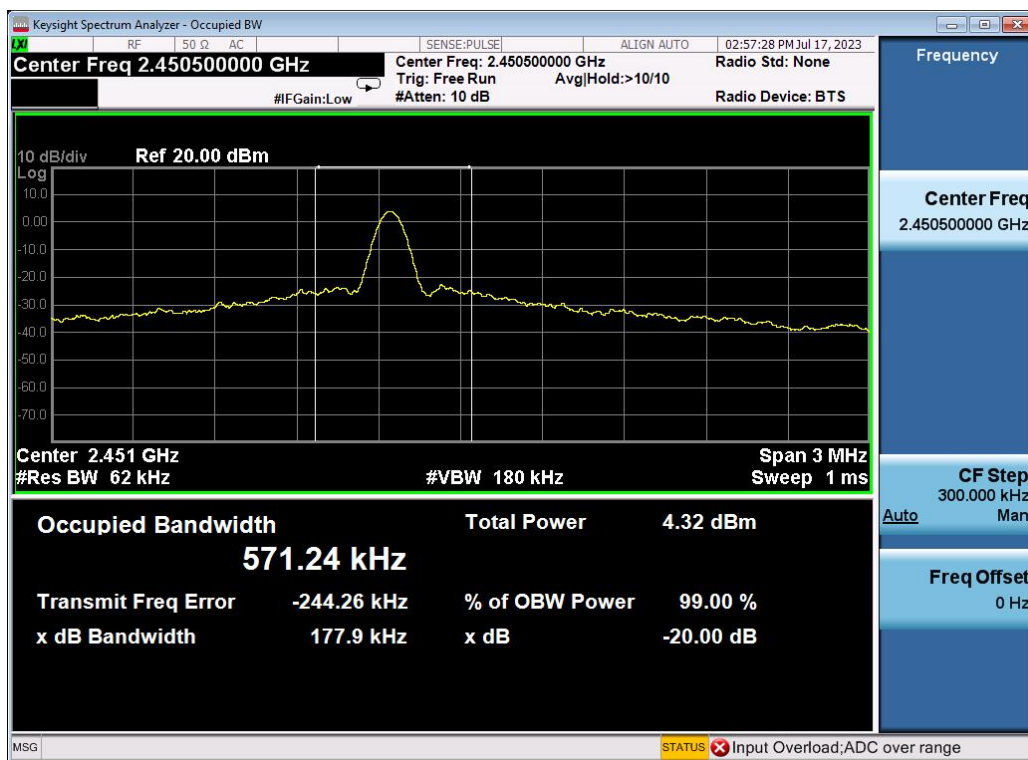 Keysight Spectrum Analyzer - Occupied BW
LXI RF 50 Ω AC SENSE:PULSE ALIGN AUTO 02:57:28 PM Jul 17, 2023
Center Freq 2.450500000 GHz
#IFGain:Low
Center Freq: 2.450500000 GHz
Trig: Free Run Avg|Hold:>10/10
#Atten: 10 dB
Radio Std: None
Radio Device: BTS
10 dB/div Ref 20.00 dBm
Log
10.0
0.00
-10.0
-20.0
-30.0
-40.0
-50.0
-60.0
-70.0
Center 2.451 GHz Span 3 MHz
#Res BW 62 kHz #VBW 180 kHz Sweep 1 ms
Occupied Bandwidth Total Power 4.32 dBm
571.24 kHz
Transmit Freq Error -244.26 kHz % of OBW Power 99.00 %
x dB Bandwidth 177.9 kHz x dB -20.00 dB
Frequency
Center Freq
2.450500000 GHz
CF Step
300.000 kHz
Auto Man
Freq Offset
0 Hz
MSG STATUS Input Overload;ADC over range